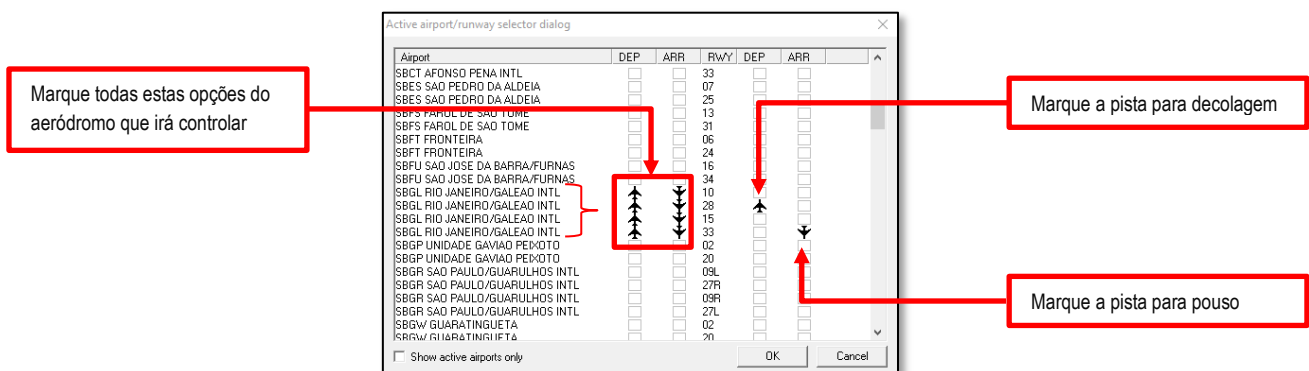 Active airport/runway selector dialog
Airport DEP ARR RWY DEP ARR
SBCT AFONSO PENA INTL 33
SBES SAO PEDRO DA ALDEIA 07
SBES SAO PEDRO DA ALDEIA 25
SBFS FAROL DE SAO TOME 13
SBFS FAROL DE SAO TOME 31
SBFT FRONTEIRA 06
SBFT FRONTEIRA 24
SBFU SAO JOSE DA BARRA/FURNAS 16
SBFU SAO JOSE DA BARRA/FURNAS 34
SBGL RIO JANEIRO/GALEAO INTL 10
SBGL RIO JANEIRO/GALEAO INTL 28
SBGL RIO JANEIRO/GALEAO INTL 15
SBGL RIO JANEIRO/GALEAO INTL 33
SBGP UNIDADE GAVIAO PEIXOTO 02
SBGP UNIDADE GAVIAO PEIXOTO 20
SBGR SAO PAULO/GUARULHOS INTL 09L
SBGR SAO PAULO/GUARULHOS INTL 27R
SBGR SAO PAULO/GUARULHOS INTL 09R
SBGR SAO PAULO/GUARULHOS INTL 27L
SBGW GUARATINGUETA 02
SBGW GUARATINGUETA 20
Show active airports only
OK
Cancel
Marque todas estas opções do
aeródromo que irá controlar
Marque a pista para decolagem
Marque a pista para pouso